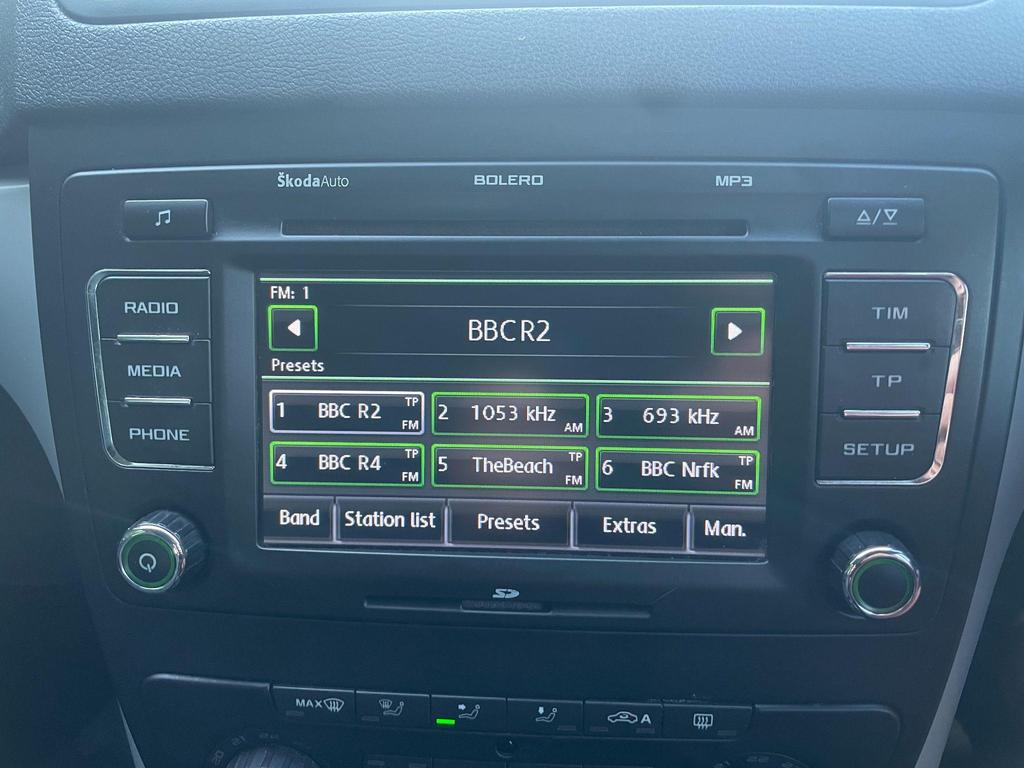 ŠkodaAuto BOLERO MP3
RADIO
MEDIA
PHONE
FM: 1
BBC R2
Presets
1 BBC R2 TP FM
2 1053 kHz AM
3 693 kHz AM
4 BBC R4 TP FM
5 TheBeach TP FM
6 BBC Nrfk TP FM
Band Station list Presets Extras Man.
TIM
TP
SETUP
SD
MAX
A
20 21